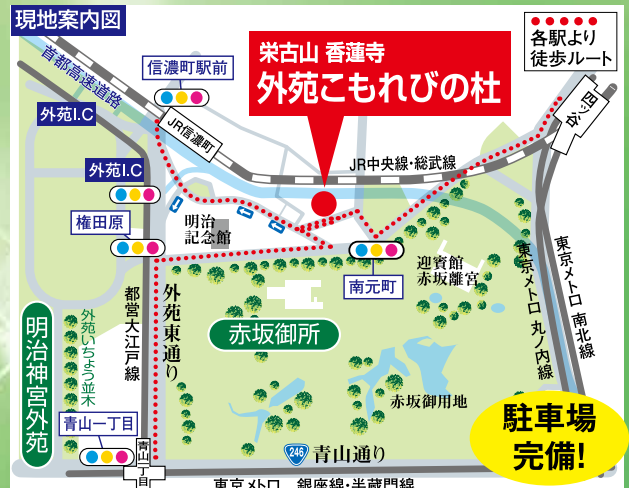 現地案内図
各駅より
徒歩ルート
信濃町駅前
首都高速道路
外苑I.C
JR信濃町
栄古山 香蓮寺
外苑こもれびの杜
四ッ谷
JR中央線・総武線
外苑I.C
権田原
明治
記念館
南元町
迎賓館
赤坂離宮
東京メトロ 丸ノ内線
東京メトロ 南北線
都営大江戸線
外苑東通り
赤坂御所
明治神宮外苑
外苑いちょう並木
赤坂御用地
青山一丁目
青山一丁目
246
青山通り
駐車場
完備!
東京メトロ 銀座線・半蔵門線